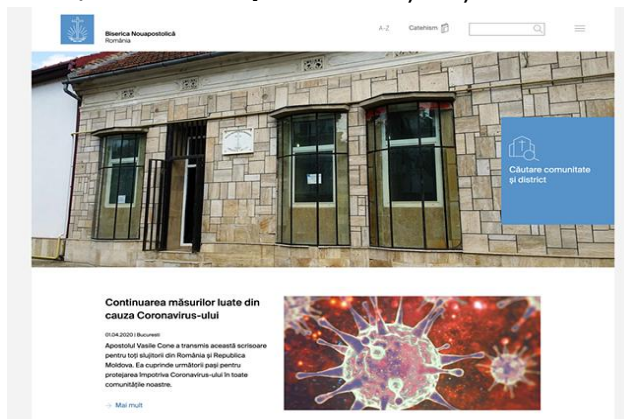 Biserica Nouapostolică
România
A-Z
Catehism
Căutare comunitate
și district
Continuarea măsurilor luate din
cauza Coronavirus-ului
01.04.2020 | Bucuresti
Apostolul Vasile Cone a transmis această scrisoare
pentru toți slujitorii din România și Republica
Moldova. Ea cuprinde următorii pași pentru
protejarea împotriva Coronavirus-ului în toate
comunitățile noastre.
→ Mai mult